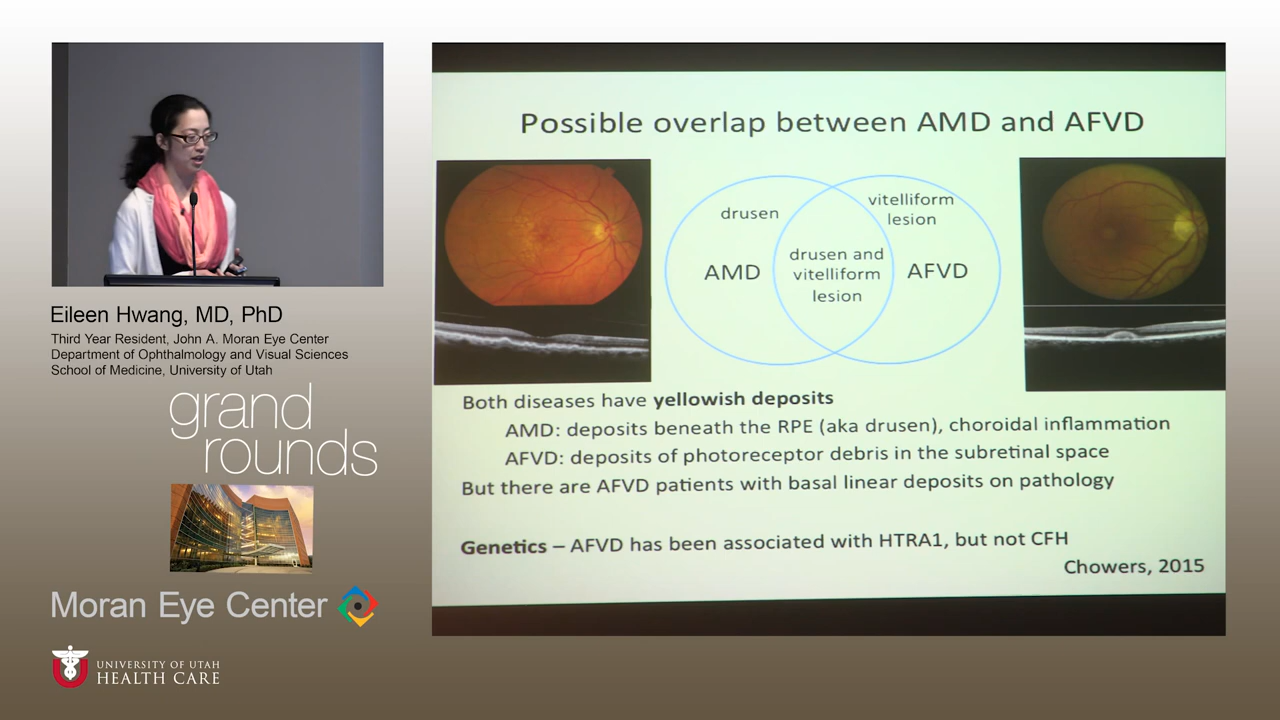 Possible overlap between AMD and AFVD
drusen
vitelliform
lesion
AMD
drusen and
vitelliform
lesion
AFVD
Both diseases have yellowish deposits
AMD: deposits beneath the RPE (aka drusen), choroidal inflammation
AFVD: deposits of photoreceptor debris in the subretinal space
But there are AFVD patients with basal linear deposits on pathology
Genetics – AFVD has been associated with HTRA1, but not CFH
Chowers, 2015
Eileen Hwang, MD, PhD
Third Year Resident, John A. Moran Eye Center
Department of Ophthalmology and Visual Sciences
School of Medicine, University of Utah
grand
rounds
Moran Eye Center
UNIVERSITY OF UTAH
HEALTH CARE